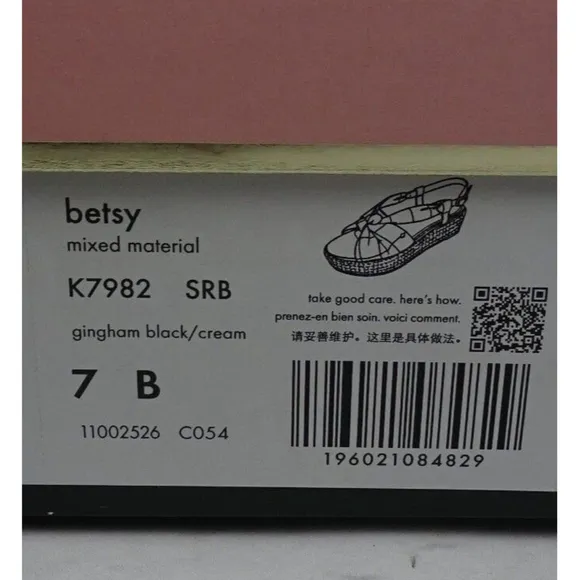 betsy
mixed material
K7982 SRB
gingham black/cream
7 B
11002526 C054
take good care. here's how.
prenez-en bien soin. voici comment.
请妥善维护。这里是具体做法。
196021084829